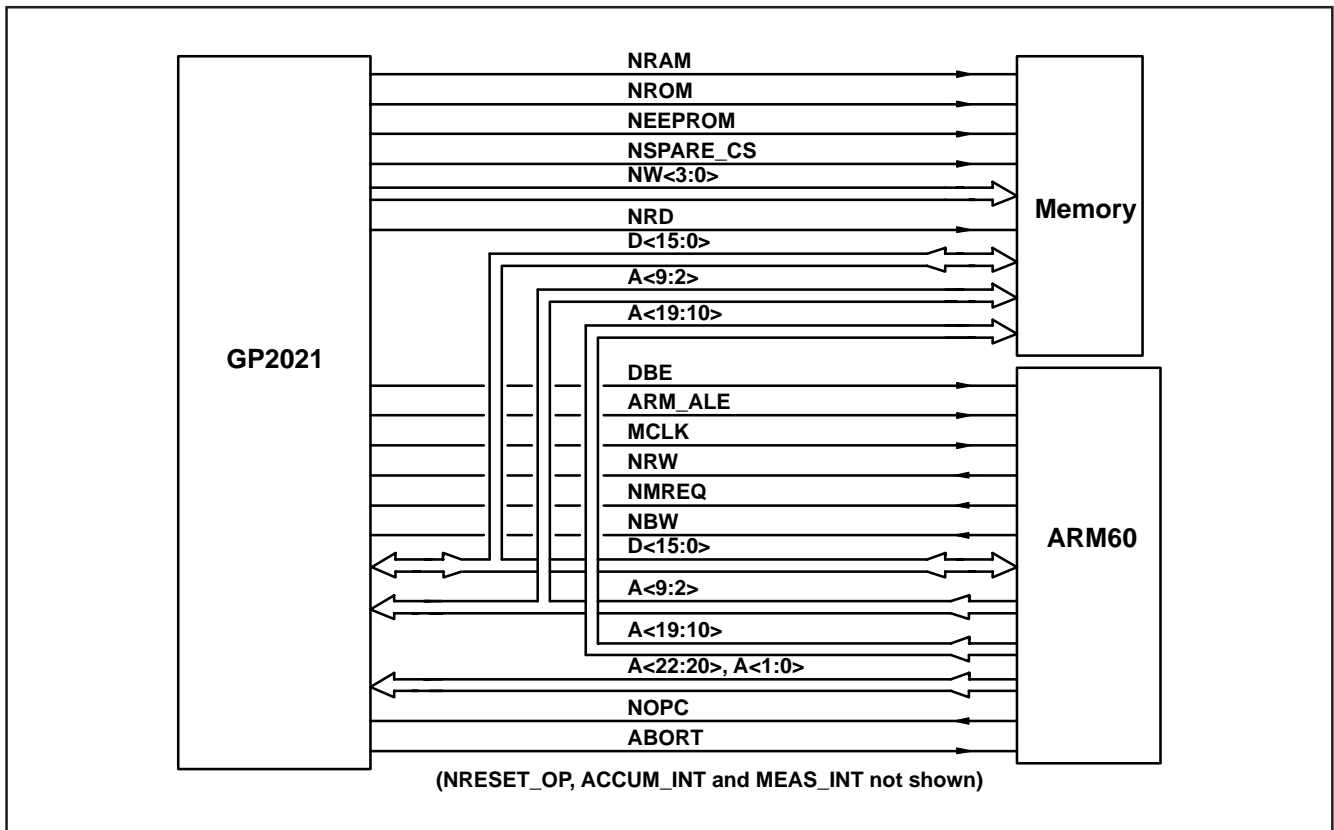 NRAM
NROM
NEEPROM
NSPARE_CS
NW<3:0>
Memory
NRD
D<15:0>
A<9:2>
A<19:10>
GP2021
DBE
ARM_ALE
MCLK
NRW
NMREQ
NBW
ARM60
D<15:0>
A<9:2>
A<19:10>
A<22:20>, A<1:0>
NOPC
ABORT
(NRESET_OP, ACCUM_INT and MEAS_INT not shown)